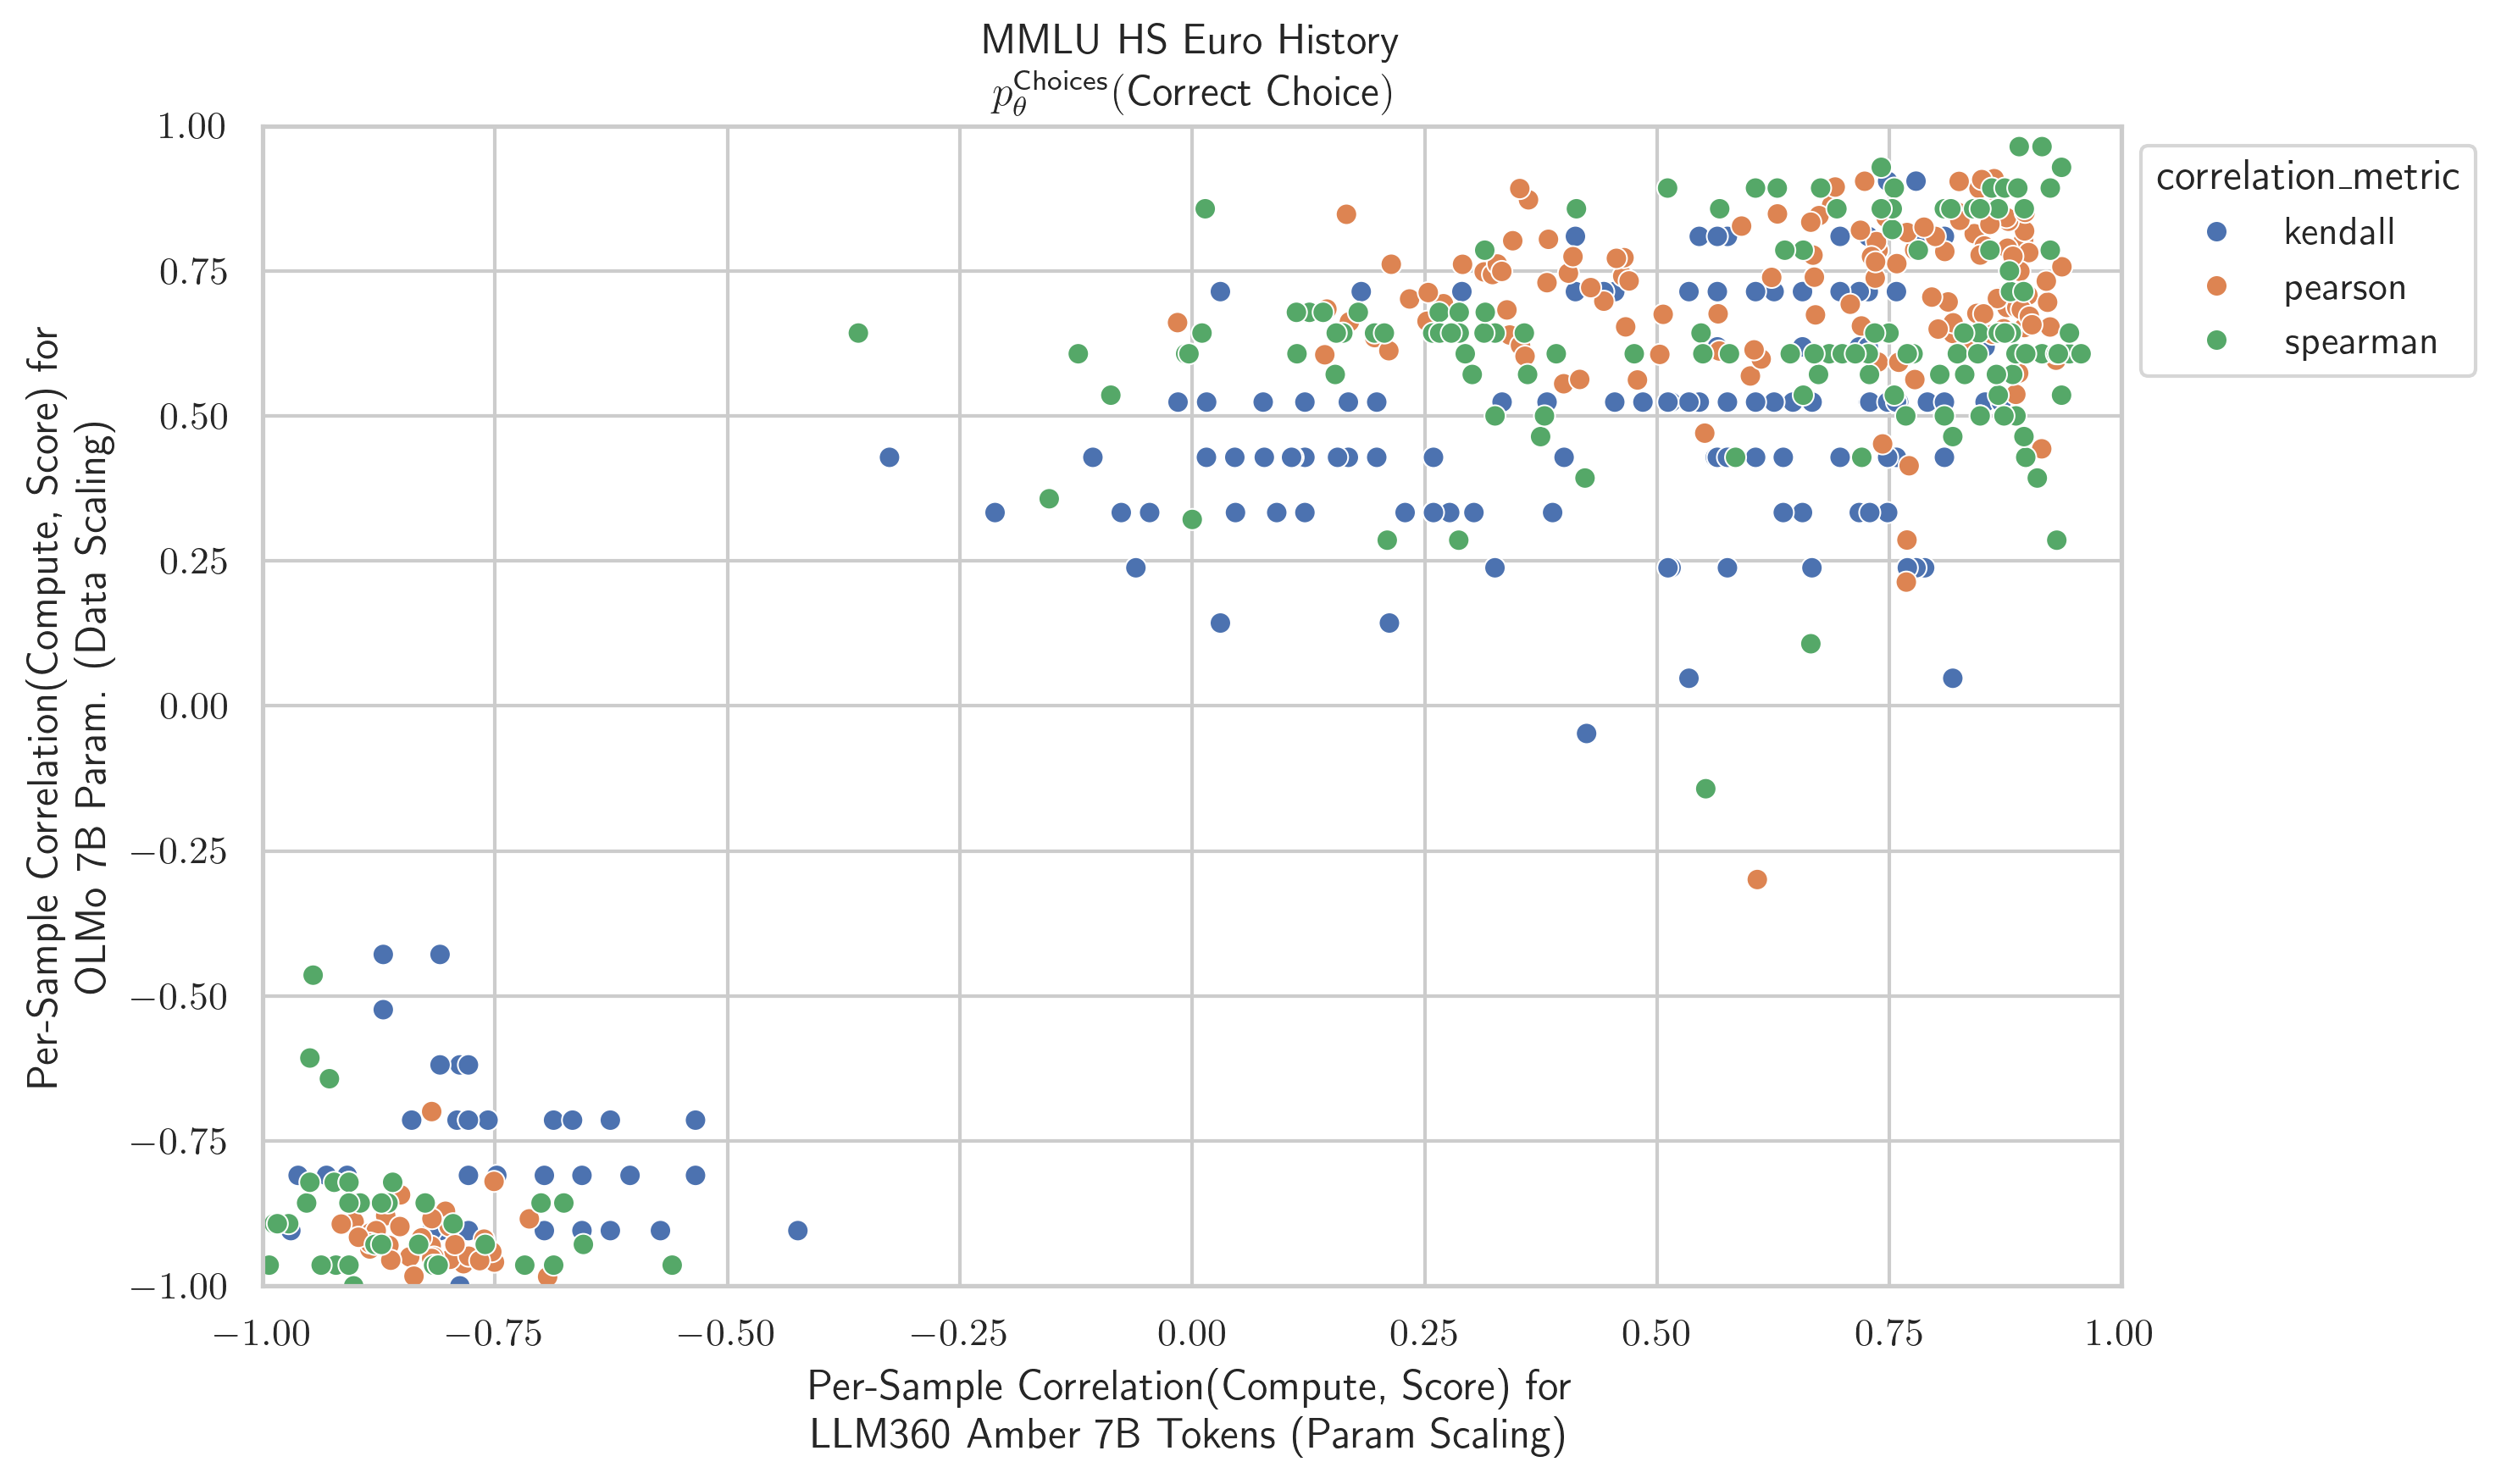 MMLU HS Euro History
p_θ^Choices(Correct Choice)
1.00
0.75
0.50
0.25
0.00
−0.25
−0.50
−0.75
−1.00
Per-Sample Correlation(Compute, Score) for
OLMo 7B Param. (Data Scaling)
−1.00
−0.75
−0.50
−0.25
0.00
0.25
0.50
0.75
1.00
Per-Sample Correlation(Compute, Score) for
LLM360 Amber 7B Tokens (Param Scaling)
correlation_metric
kendall
pearson
spearman